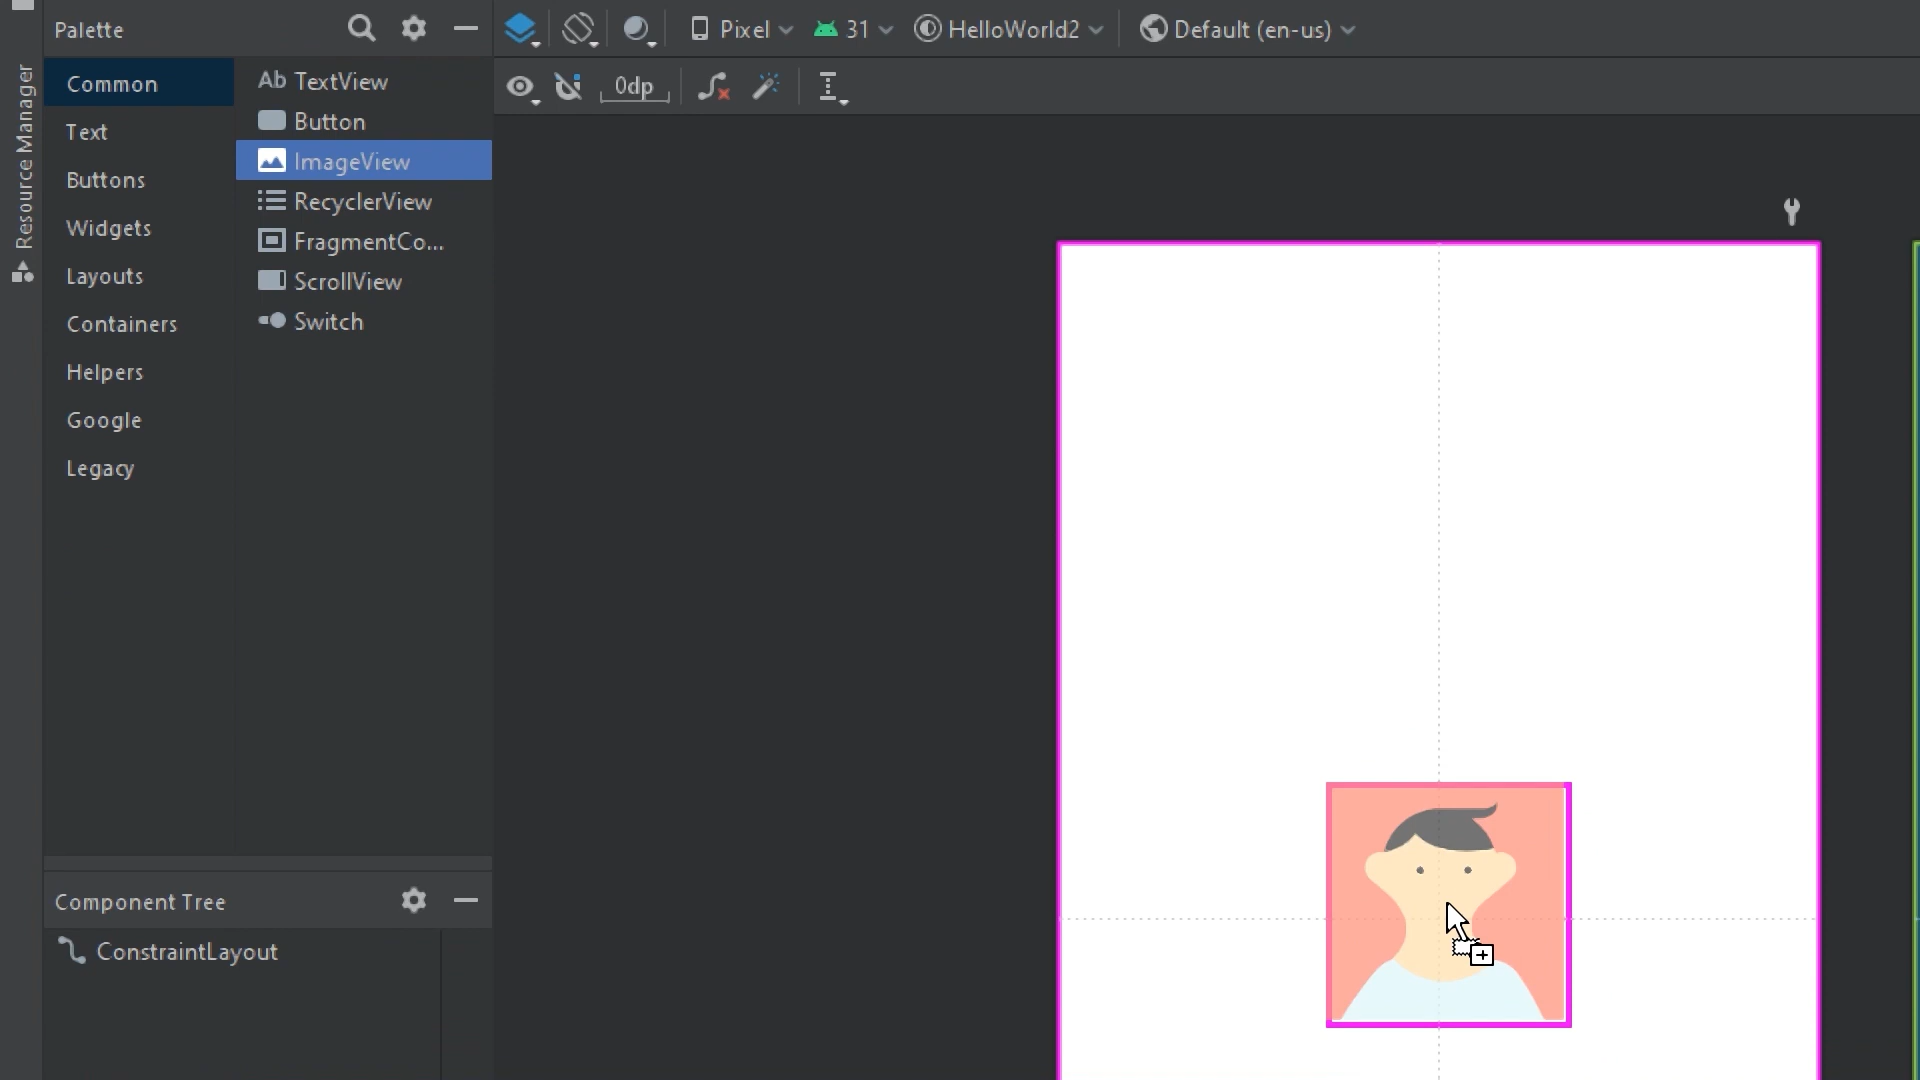 Palette
Pixel
31
HelloWorld2
Default (en-us)
0dp
Resource Manager
Common
Text
Buttons
Widgets
Layouts
Containers
Helpers
Google
Legacy
Ab TextView
Button
ImageView
RecyclerView
FragmentCo...
ScrollView
Switch
Component Tree
ConstraintLayout